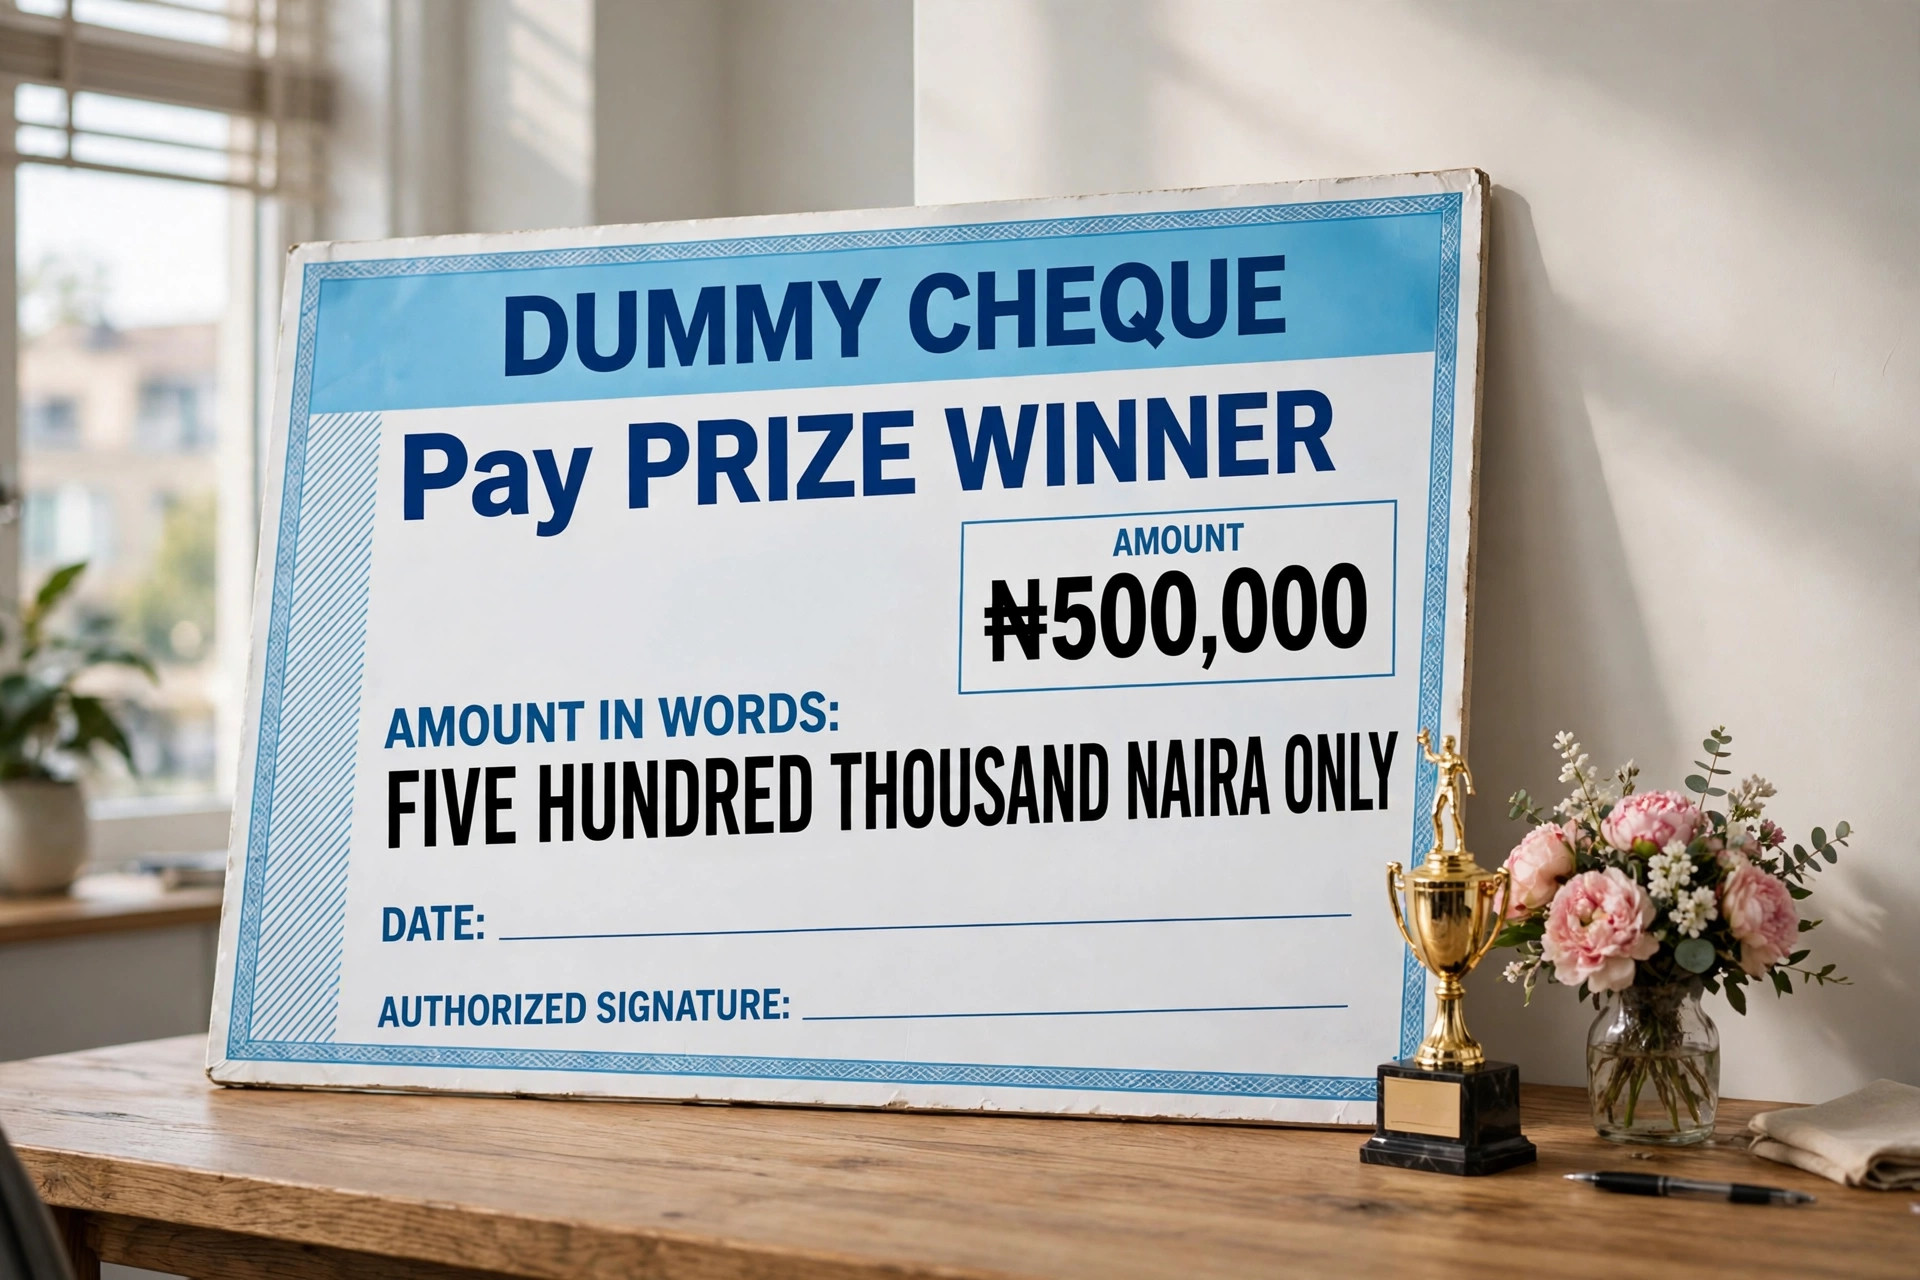 DUMMY CHEQUE
Pay PRIZE WINNER
AMOUNT
₦500,000
AMOUNT IN WORDS:
FIVE HUNDRED THOUSAND NAIRA ONLY
DATE:
AUTHORIZED SIGNATURE: